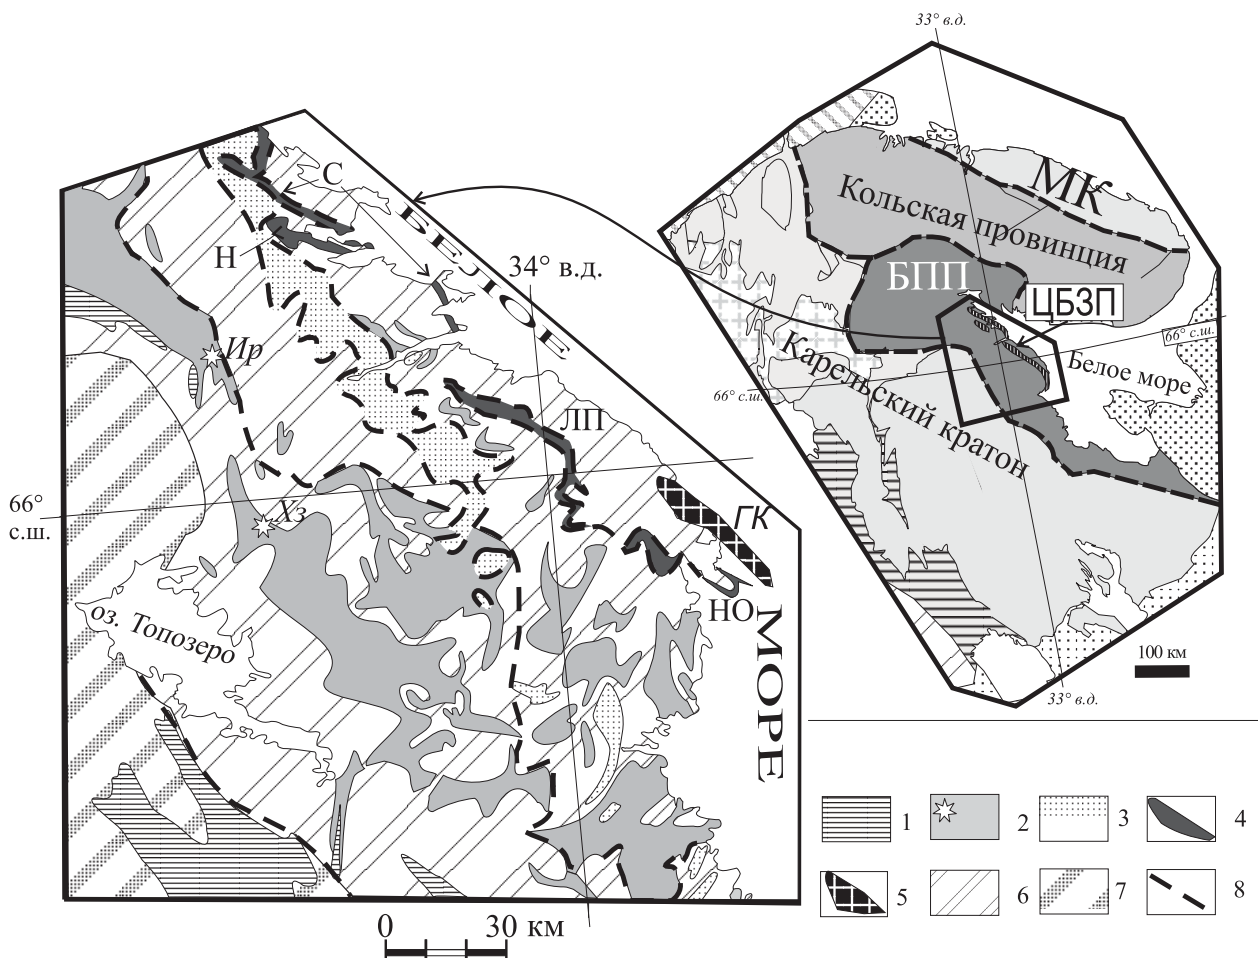 33° в.д.
МК
Кольская провинция
БПП
ЦБЗП
66° с.ш.
Белое море
Карельский кратон
66° с.ш.
100 км
33° в.д.
С
БЕЛОЕ
Н
34° в.д.
Ир
ЛП
66°
с.ш.
Хз
ГК
НО
МОРЕ
оз. Топозеро
0 30 км
1 2 3 4
5 6 7 8